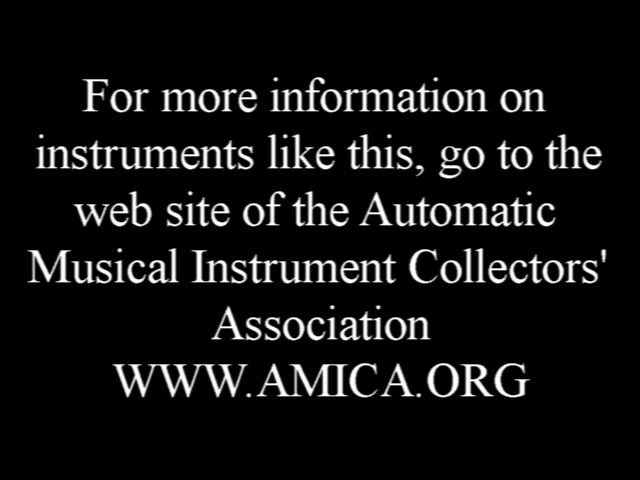 For more information on
instruments like this, go to the
web site of the Automatic
Musical Instrument Collectors'
Association
WWW.AMICA.ORG